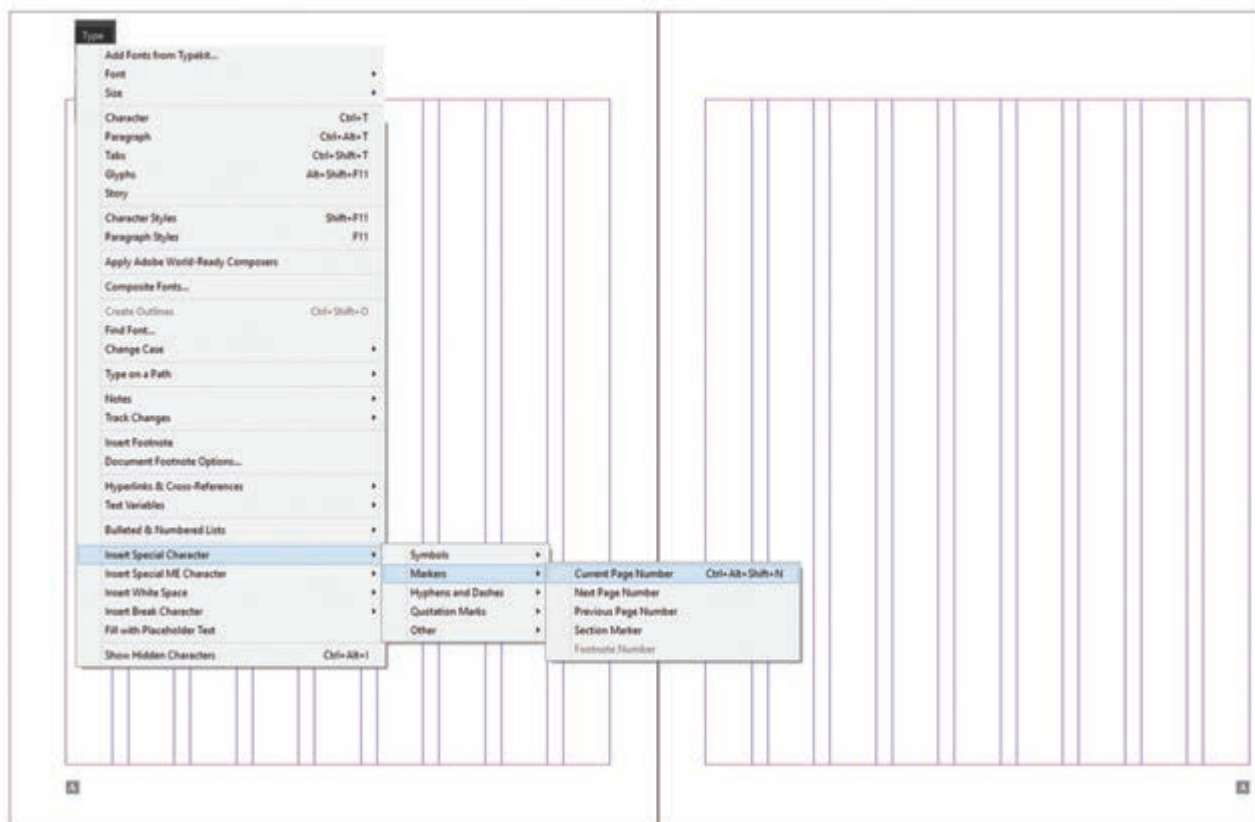 Type
Add Fonts from Typekit...
Font
Size
Character Ctrl+T
Paragraph Ctrl+Alt+T
Tabs Ctrl+Shift+T
Glyphs Alt+Shift+F11
Story
Character Styles Shift+F11
Paragraph Styles F11
Apply Adobe World-Ready Composers
Composite Fonts...
Create Outlines Ctrl+Shift+O
Find Font...
Change Case
Type on a Path
Notes
Track Changes
Insert Footnote
Document Footnote Options...
Hyperlinks & Cross-References
Text Variables
Bulleted & Numbered Lists
Insert Special Character
Insert Special ME Character
Insert White Space
Insert Break Character
Fill with Placeholder Text
Show Hidden Characters Ctrl+Alt+I
Symbols
Markers
Hyphens and Dashes
Quotation Marks
Other
Current Page Number Ctrl+Alt+Shift+N
Next Page Number
Previous Page Number
Section Marker
Footnote Number
A
A